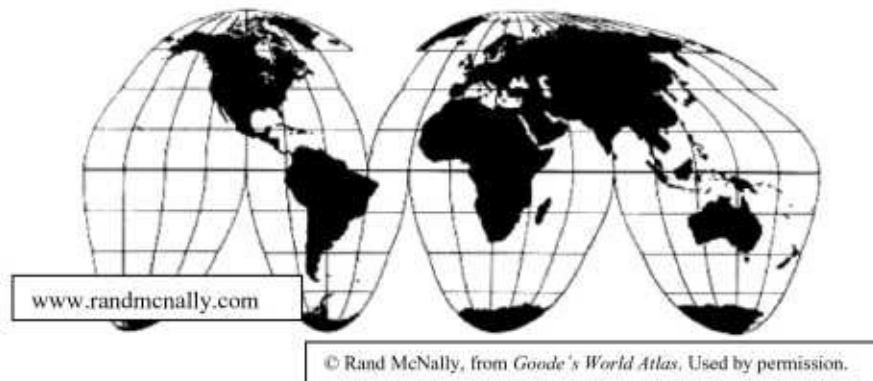 www.randmcnally.com
© Rand McNally, from Goode's World Atlas. Used by permission.